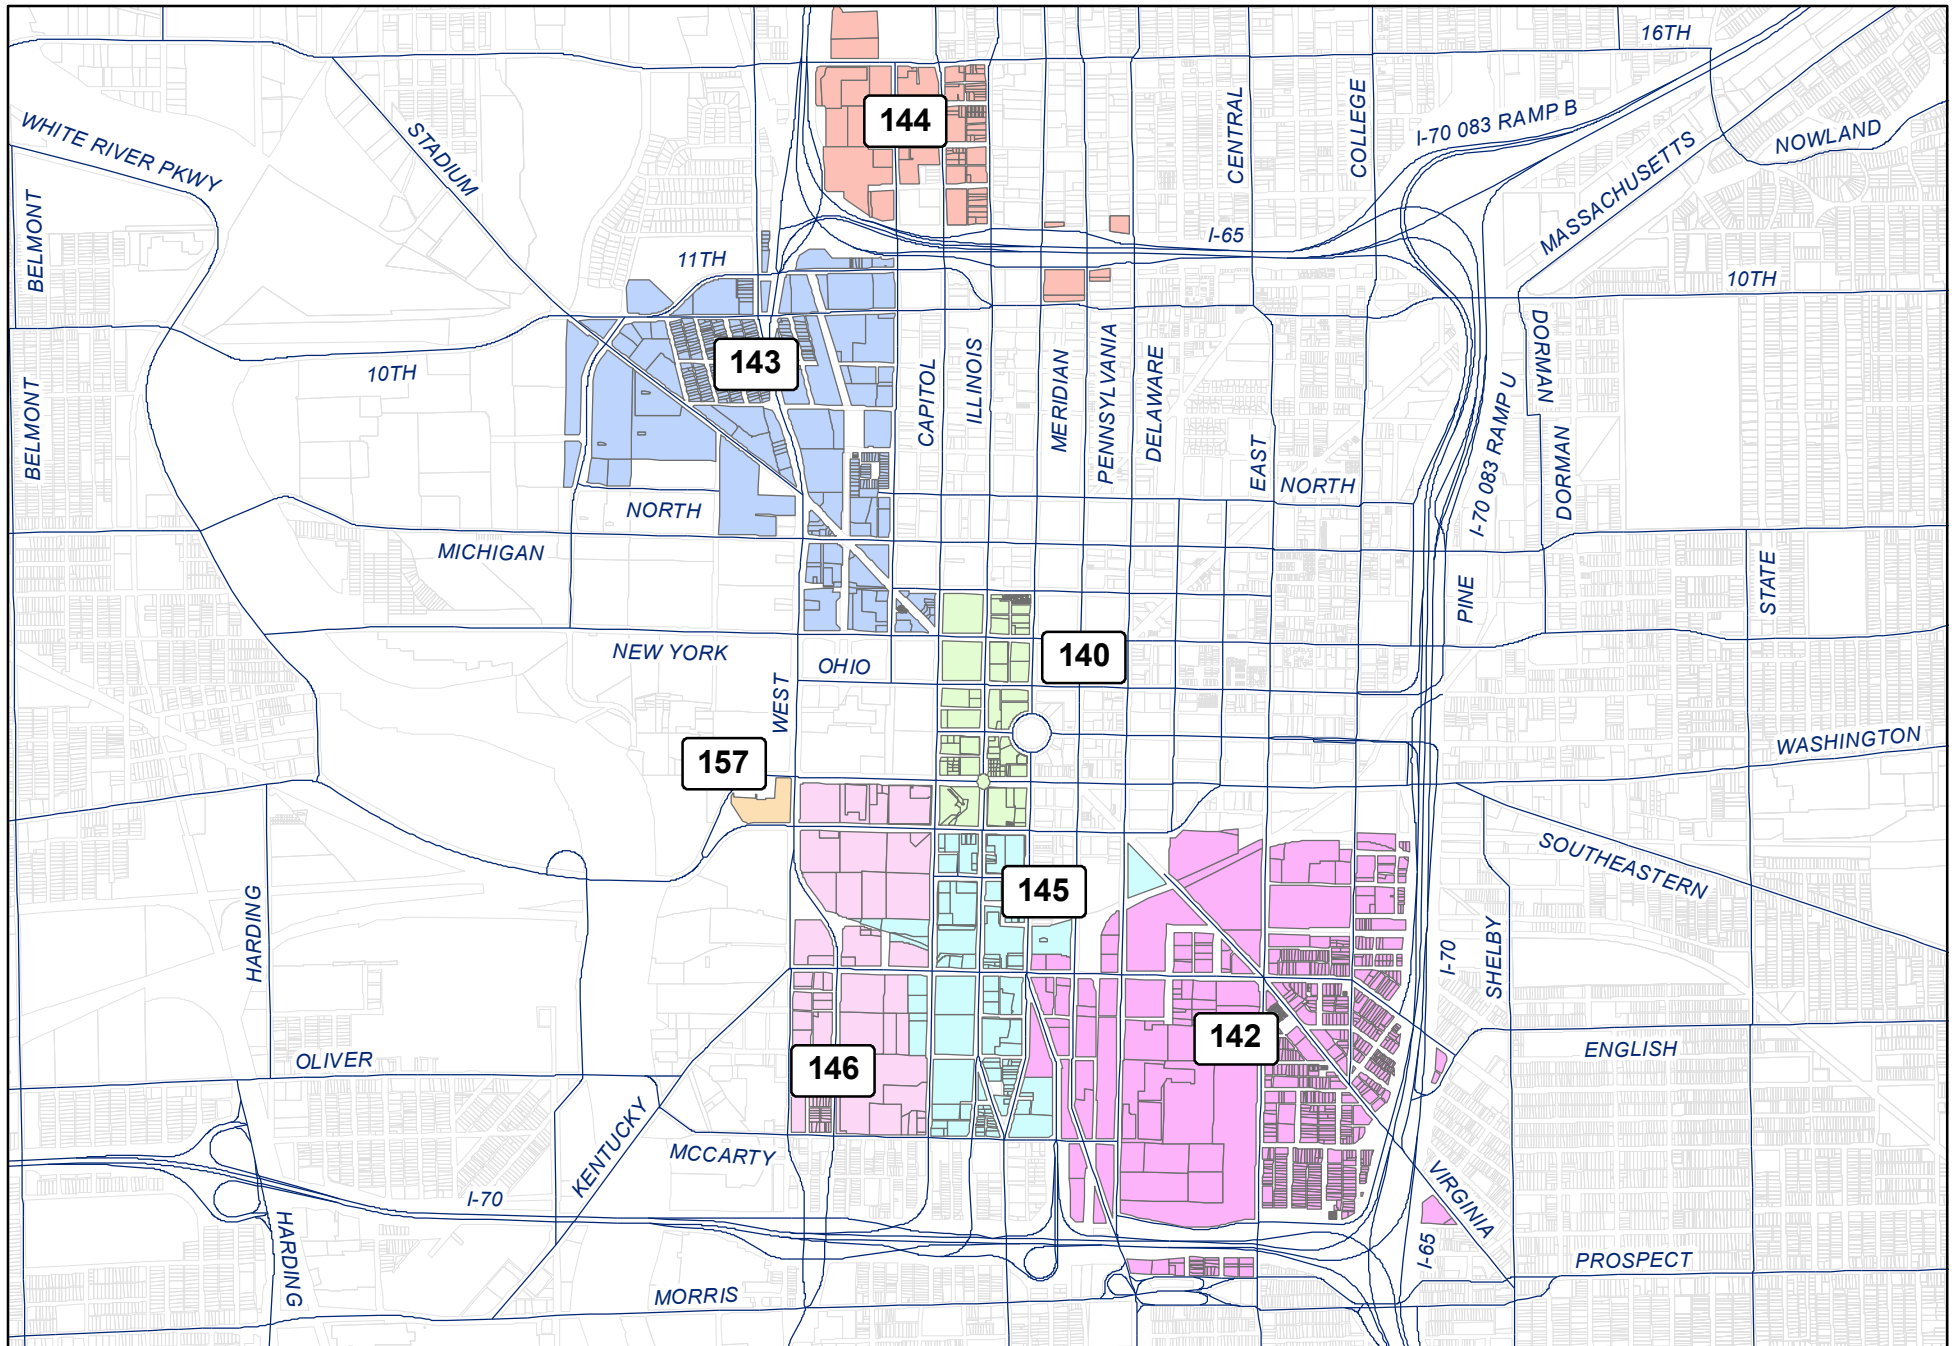 16TH
144
WHITE RIVER PKWY
STADIUM
CENTRAL
COLLEGE
I-70 083 RAMP B
MASSACHUSETTS
NOWLAND
BELMONT
11TH
I-65
10TH
143
10TH
BELMONT
CAPITOL
ILLINOIS
MERIDIAN
PENNSYLVANIA
DELAWARE
EAST
NORTH
I-70 083 RAMP U
DORMAN
DORMAN
NORTH
MICHIGAN
PINE
STATE
NEW YORK
OHIO
140
WEST
157
WASHINGTON
145
SOUTHEASTERN
HARDING
I-70
SHELBY
142
146
OLIVER
ENGLISH
KENTUCKY
MCCARTY
I-70
VIRGINIA
HARDING
I-65
PROSPECT
MORRIS